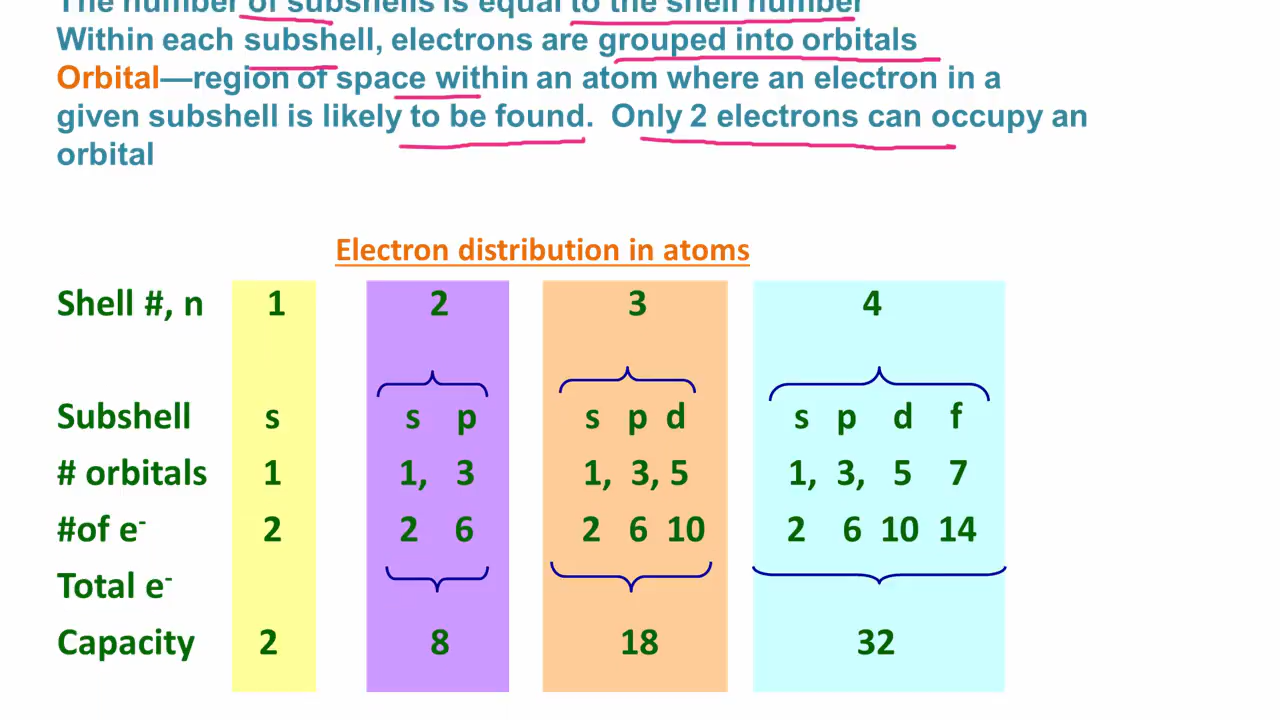 The number of subshells is equal to the shell number
Within each subshell, electrons are grouped into orbitals
Orbital—region of space within an atom where an electron in a
given subshell is likely to be found.  Only 2 electrons can occupy an
orbital
Electron distribution in atoms
Shell #, n 1 2 3 4
Subshell s s p s p d s p d f
# orbitals 1 1, 3 1, 3, 5 1, 3, 5 7
#of e- 2 2 6 2 6 10 2 6 10 14
Total e-
Capacity 2 8 18 32